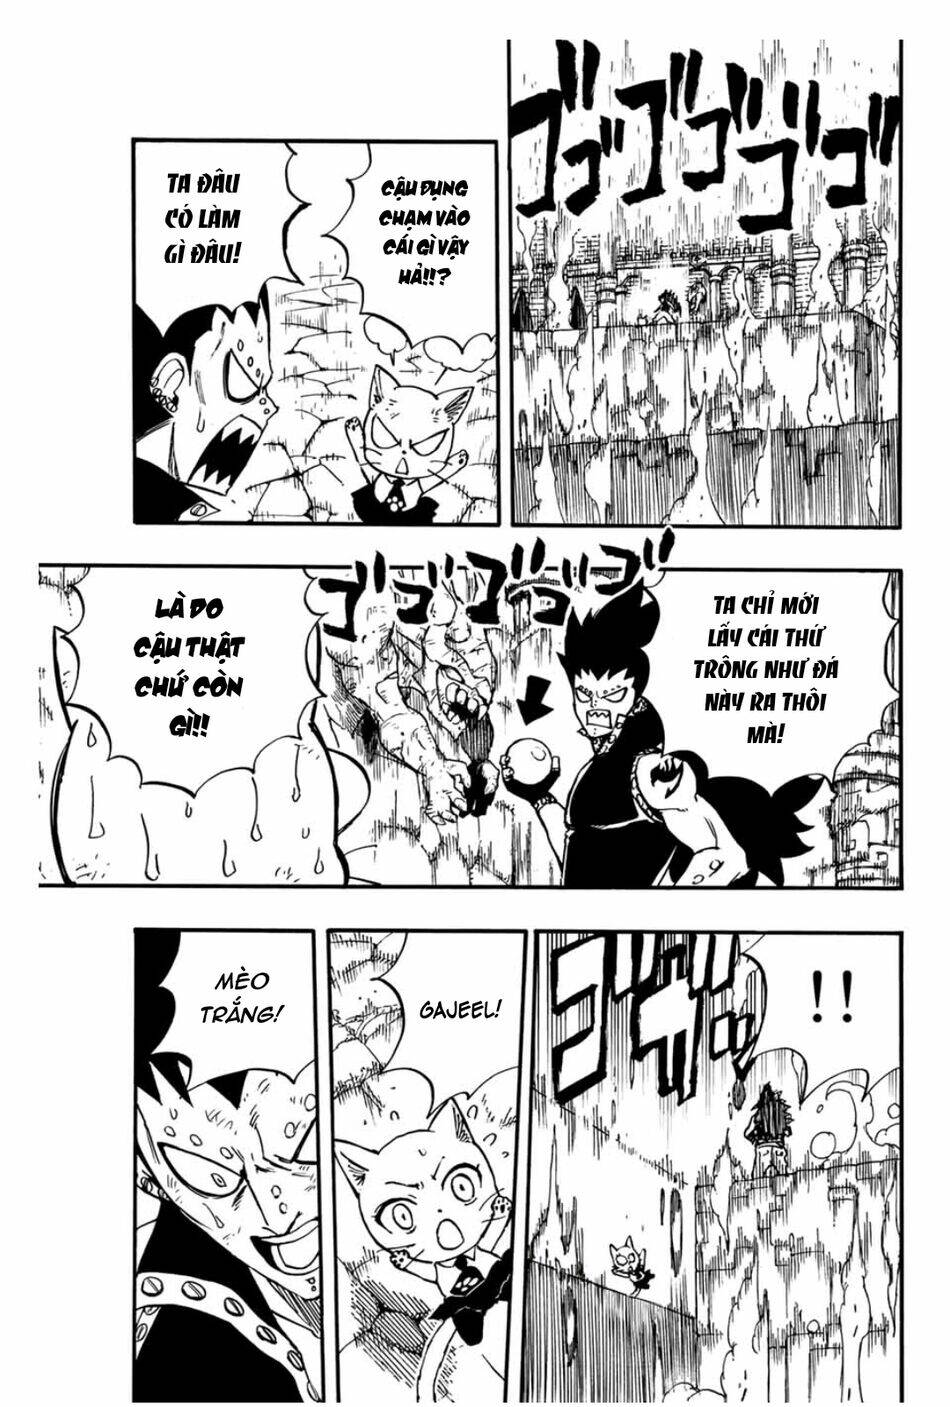 ゴゴゴゴゴゴ
CẬU ĐỤNG
CHẠM VÀO
CÁI GÌ VẬY
HẢ!!?
TA ĐÂU
CÓ LÀM
GÌ ĐÂU!
TA CHỈ MỚI
LẤY CÁI THỨ
TRÔNG NHƯ ĐÁ
NÀY RA THÔI
MÀ!
ゴゴゴゴゴ
LÀ DO
CẬU THẬT
CHỨ CÒN
GÌ!!
!!
GAJEEL!
MÈO
TRẮNG!